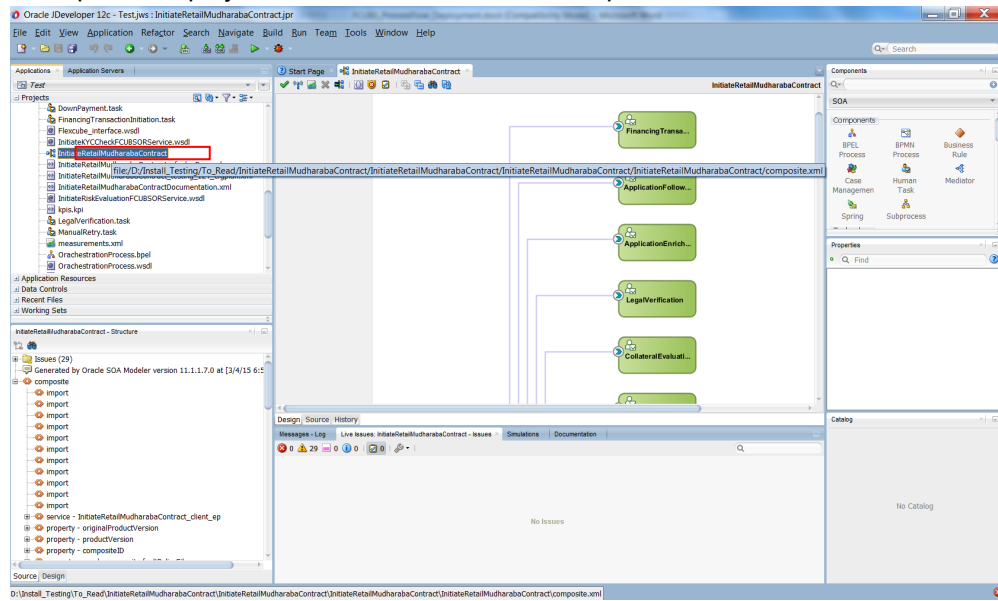 Oracle JDeveloper 12c - Test.jws : InitiateRetailMudharabaContract.jpr
File Edit View Application Refactor Search Navigate Build Run Team Tools Window Help
Search
Applications
Application Servers
Test
Projects
DownPayment.task
FinancingTransactionInitiation.task
Flexcube_interface.wsdl
InitiateKYCCheckFCUBSORService.wsdl
InitiateRetailMudharabaContract
file:/D:/Install_Testing/To_Read/InitiateRetailMudharabaContract/InitiateRetailMudharabaContract/InitiateRetailMudharabaContract/InitiateRetailMudharabaContract/composite.xml
InitiateRetailMudharabaContractDocumentation.xml
InitiateRiskEvaluationFCUBSORService.wsdl
kpis.kpi
LegalVerification.task
ManualRetry.task
measurements.xml
OrachestrationProcess.bpel
OrachestrationProcess.wsdl
Application Resources
Data Controls
Recent Files
Working Sets
InitiateRetailMudharabaContract - Structure
Issues (29)
Generated by Oracle SOA Modeler version 11.1.1.7.0 at [3/4/15 6:5
composite
import
import
import
import
import
import
import
import
import
import
import
service - InitiateRetailMudharabaContract_client_ep
property - originalProductVersion
property - productVersion
property - compositeID
Source Design
Start Page
InitiateRetailMudharabaContract
InitiateRetailMudharabaContract
FinancingTransa...
ApplicationFollow...
ApplicationEnrich...
LegalVerification
CollateralEvaluati...
Design Source History
Messages - Log
Live Issues: InitiateRetailMudharabaContract - Issues
Simulations
Documentation
0 29 0 0 0
No Issues
Components
SOA
Components
BPEL Process
BPMN Process
Business Rule
Case Managemen
Human Task
Mediator
Spring
Subprocess
Properties
Find
Catalog
No Catalog
D:\Install_Testing\To_Read\InitiateRetailMudharabaContract\InitiateRetailMudharabaContract\InitiateRetailMudharabaContract\InitiateRetailMudharabaContract\composite.xml